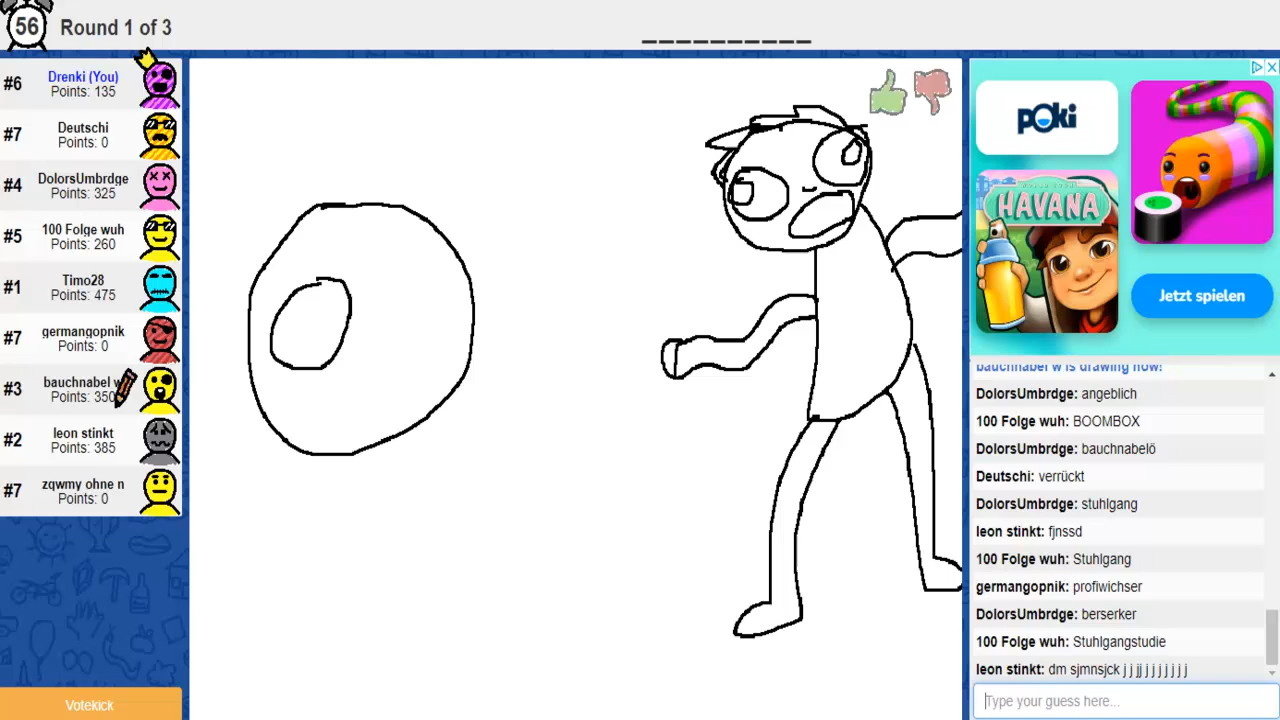 56
Round 1 of 3
__________
#6
Drenki (You)
Points: 135
#7
Deutschi
Points: 0
#4
DolorsUmbrdge
Points: 325
#5
100 Folge wuh
Points: 260
#1
Timo28
Points: 475
#7
germangopnik
Points: 0
#3
bauchnabel w
Points: 350
#2
leon stinkt
Points: 385
#7
zqwmy ohne n
Points: 0
Votekick
poki
HAVANA
Jetzt spielen
bauchnabel w is drawing now!
DolorsUmbrdge: angeblich
100 Folge wuh: BOOMBOX
DolorsUmbrdge: bauchnabelö
Deutschi: verrückt
DolorsUmbrdge: stuhlgang
leon stinkt: fjnssd
100 Folge wuh: Stuhlgang
germangopnik: profiwichser
DolorsUmbrdge: berserker
100 Folge wuh: Stuhlgangstudie
leon stinkt: dm sjmnsjck j j jj j j j j j j j
Type your guess here...